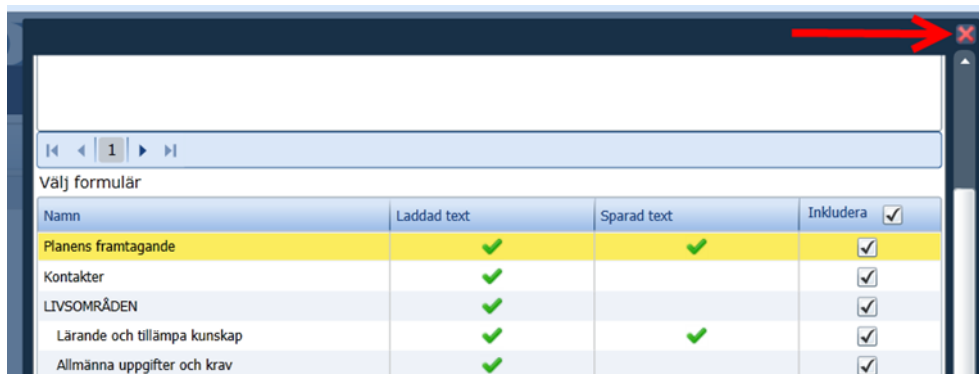 1
Välj formulär
Namn Laddad text Sparad text Inkludera
Planens framtagande
Kontakter
LIVSOMRÅDEN
Lärande och tillämpa kunskap
Allmänna uppgifter och krav